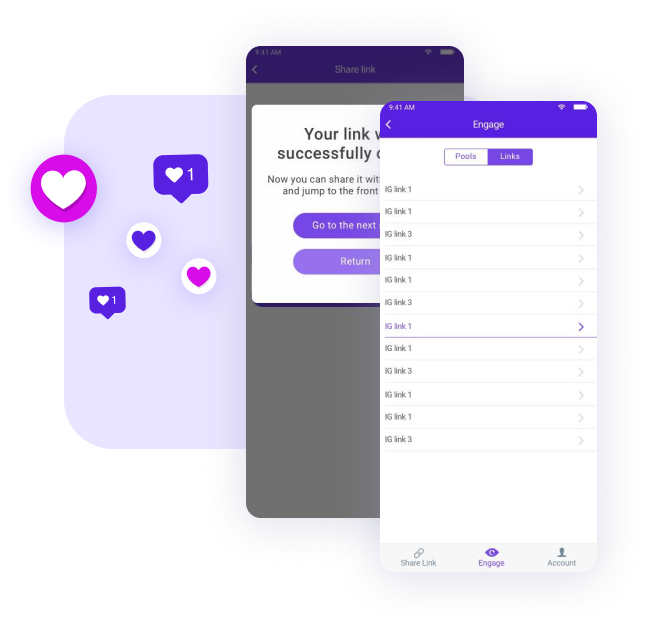 9:41 AM
Share link
Your link
successfully
Now you can share it
and jump to the front
Go to the next
Return
1
1
9:41 AM
Engage
Pools Links
IG link 1
IG link 1
IG link 3
IG link 1
IG link 1
IG link 3
IG link 1
IG link 1
IG link 3
IG link 1
IG link 1
IG link 3
Share Link Engage Account